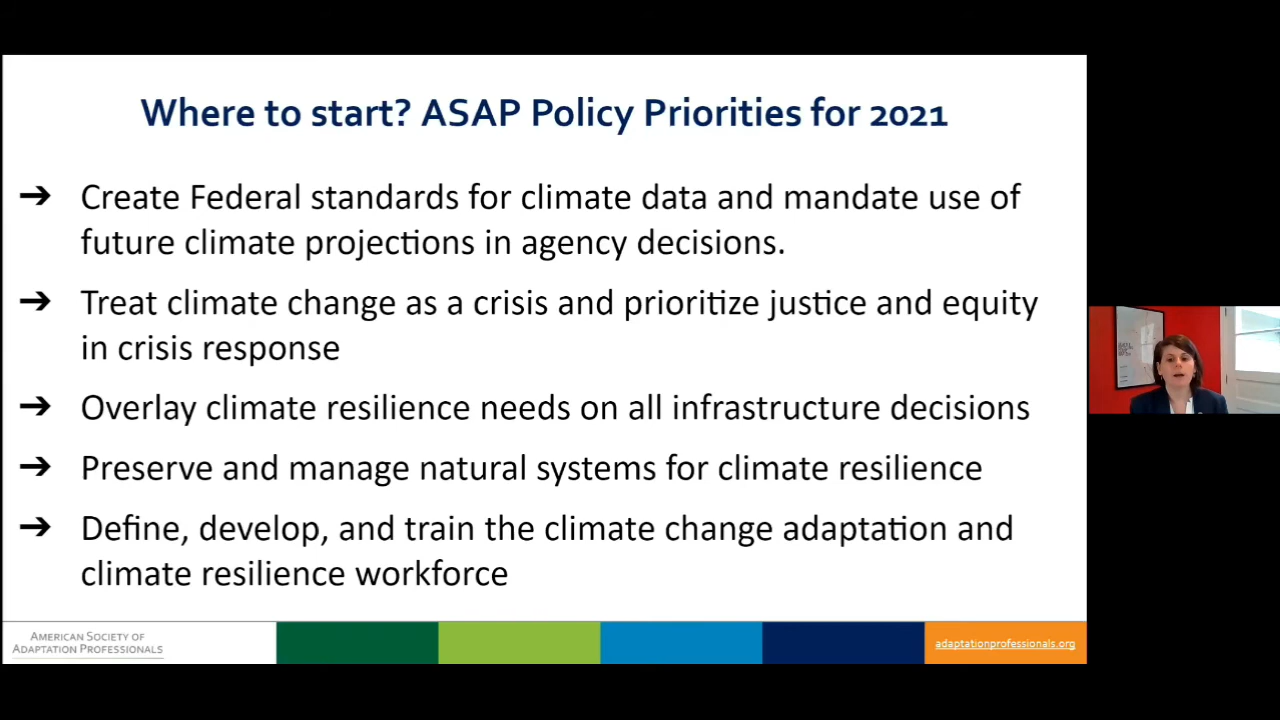 Where to start? ASAP Policy Priorities for 2021
➔ Create Federal standards for climate data and mandate use of
future climate projections in agency decisions.
➔ Treat climate change as a crisis and prioritize justice and equity
in crisis response
➔ Overlay climate resilience needs on all infrastructure decisions
➔ Preserve and manage natural systems for climate resilience
➔ Define, develop, and train the climate change adaptation and
climate resilience workforce
AMERICAN SOCIETY OF
ADAPTATION PROFESSIONALS
adaptationprofessionals.org